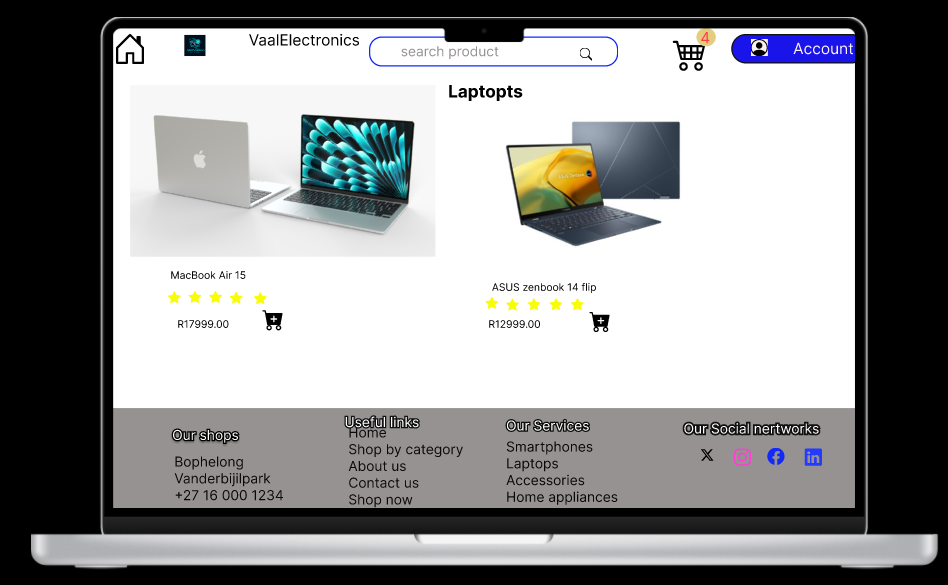 VaalElectronics
search product
4
Account
Laptopts
MacBook Air 15
R17999.00
ASUS zenbook 14 flip
R12999.00
Our shops
Bophelong
Vanderbijilpark
+27 16 000 1234
Useful links
Home
Shop by category
About us
Contact us
Shop now
Our Services
Smartphones
Laptops
Accessories
Home appliances
Our Social nertworks